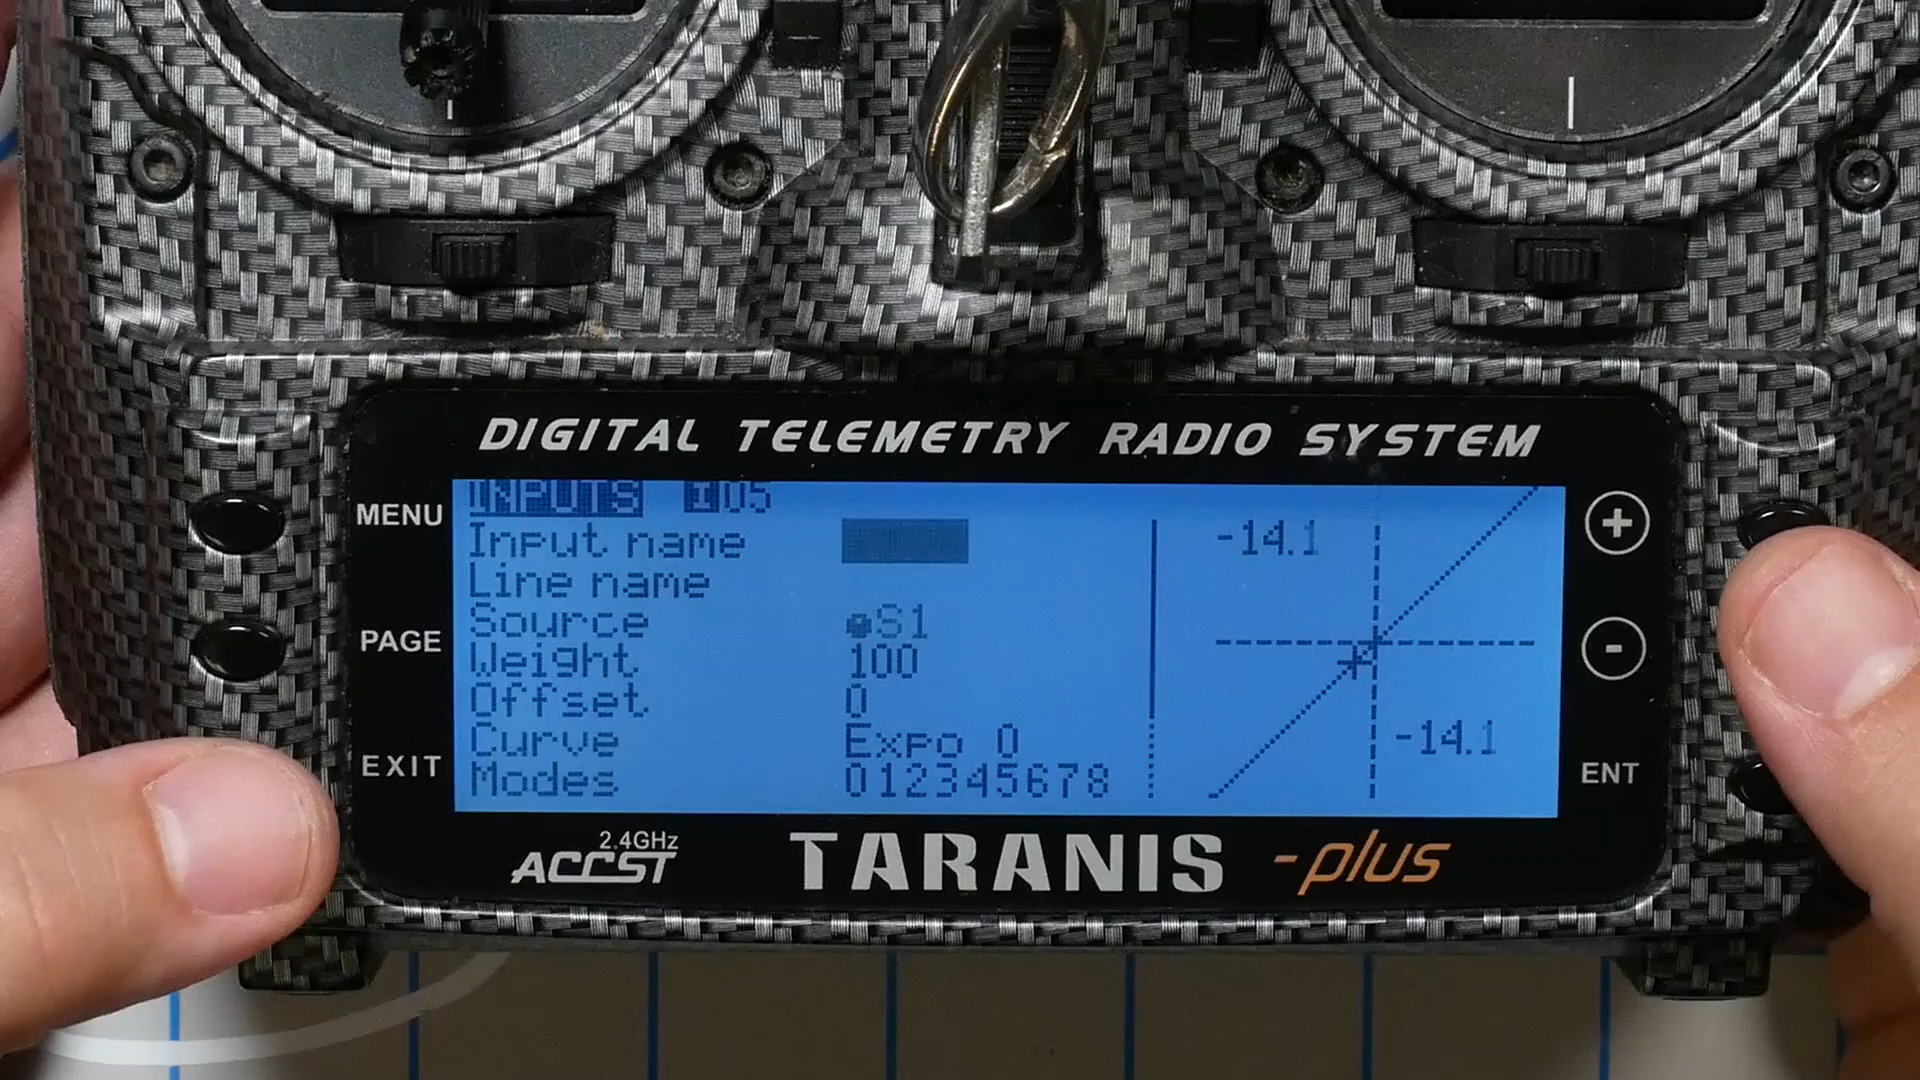 DIGITAL TELEMETRY RADIO SYSTEM
MENU
PAGE
EXIT
INPUTS I05
Input name
Line name
Source S1
Weight 100
Offset 0
Curve Expo 0
Modes 012345678
-14.1
-14.1
+
-
ENT
2.4GHz
ACCST
TARANIS -plus